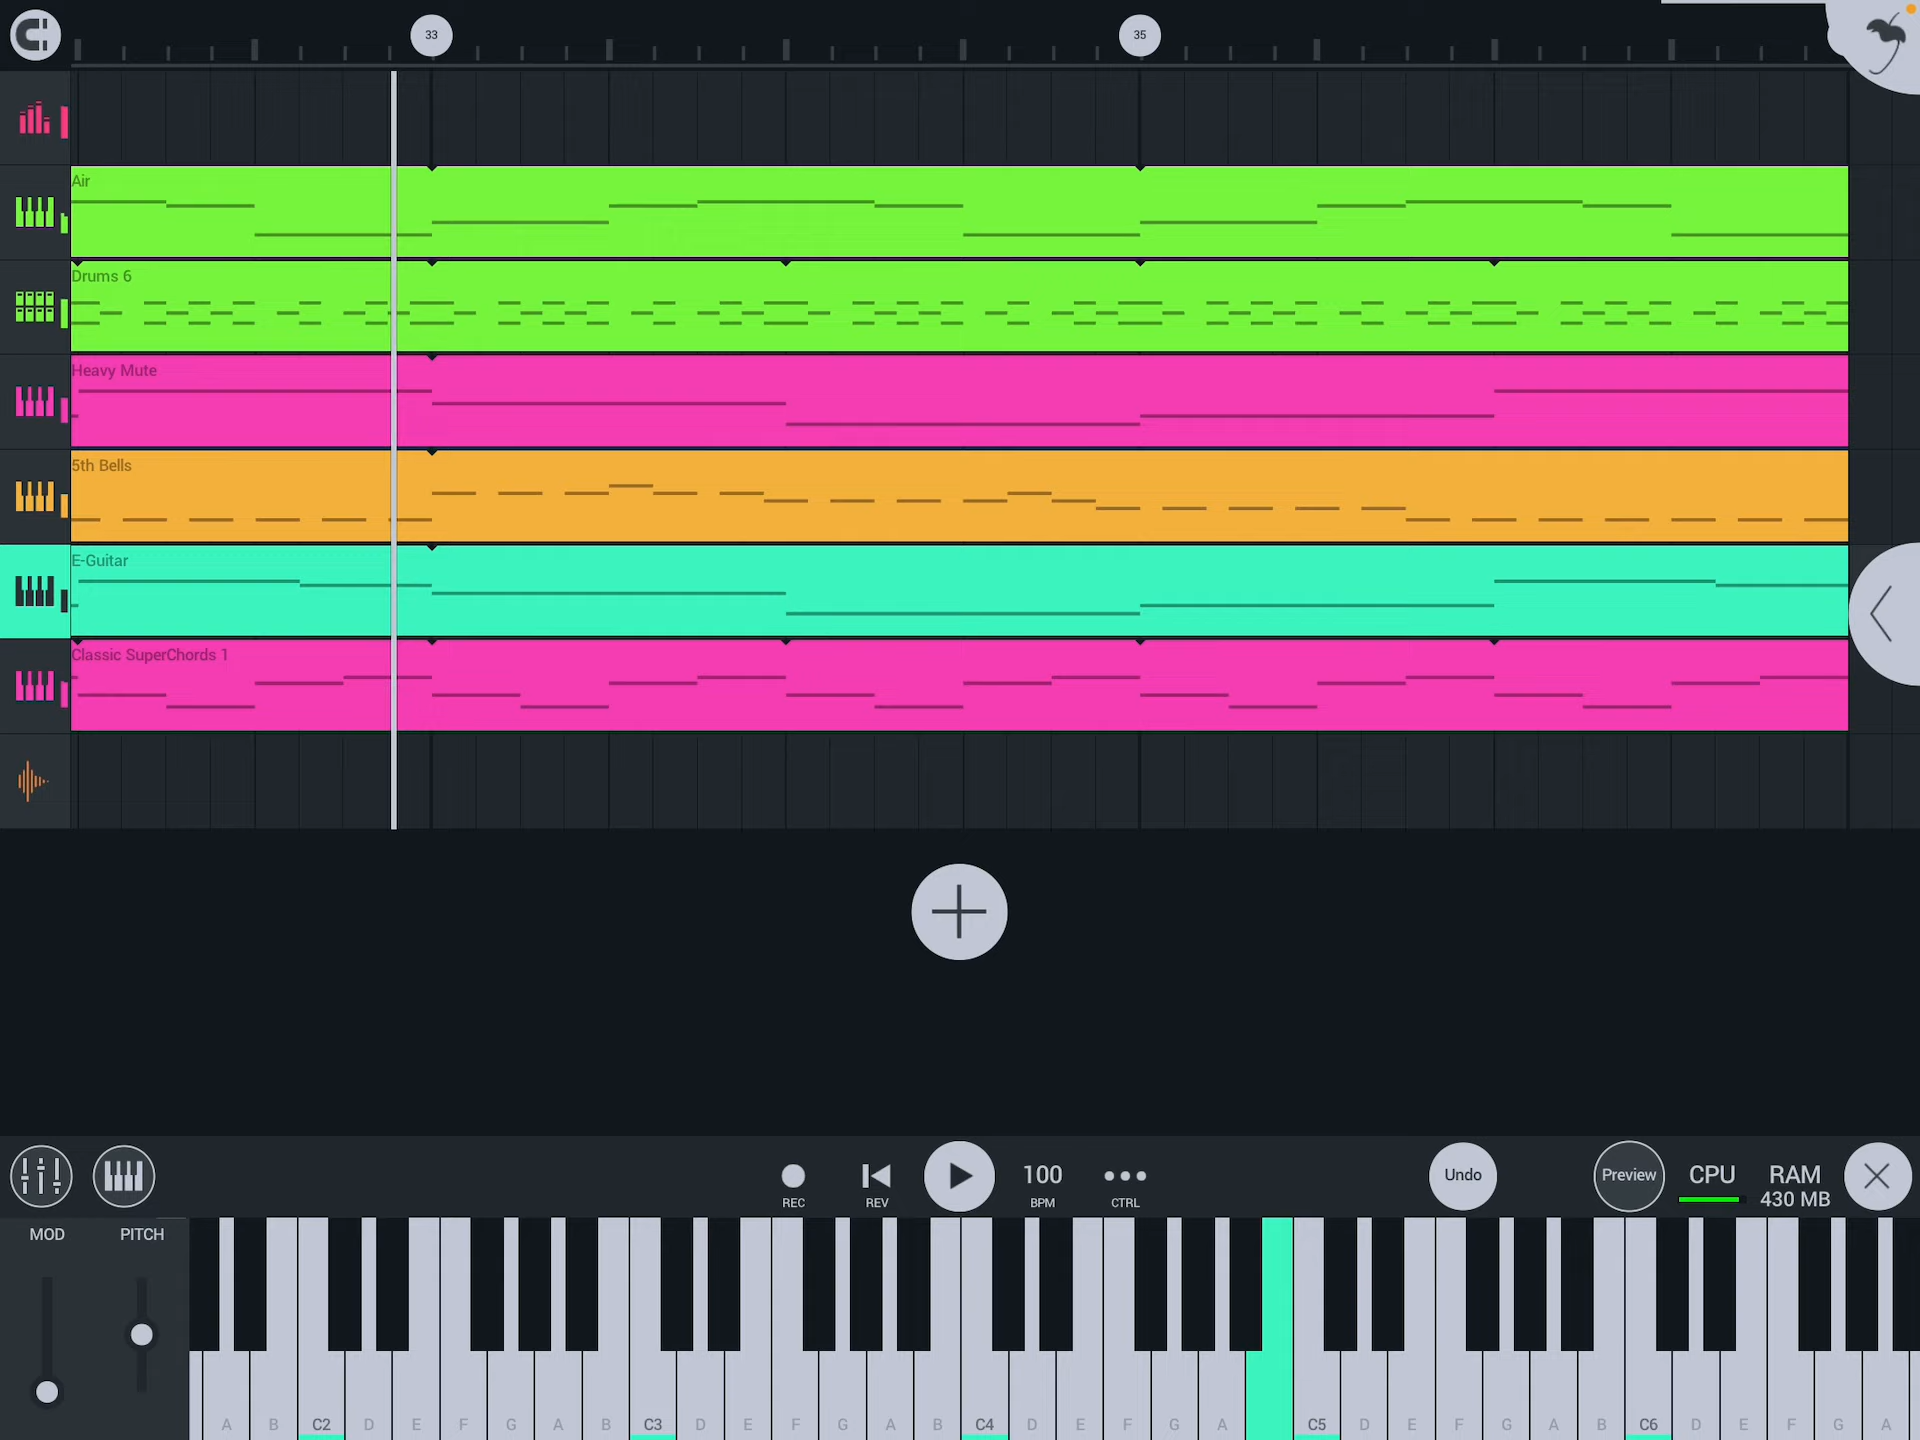 33
35
Air
Drums 6
Heavy Mute
5th Bells
E-Guitar
Classic SuperChords 1
REC
REV
100
BPM
CTRL
Undo
Preview
CPU
RAM
430 MB
MOD
PITCH
A B C2 D E F G A B C3 D E F G A B C4 D E F G A C5 D E F G A B C6 D E F G A